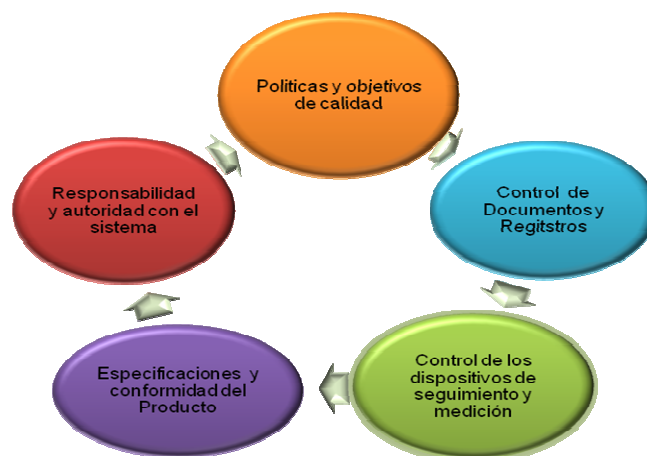 Políticas y objetivos
de calidad
Control de
Documentos y
Regitstros
Control de los
dispositivos de
seguimiento y
medición
Especificaciones y
conformidad del
Producto
Responsabilidad
y autoridad con el
sistema